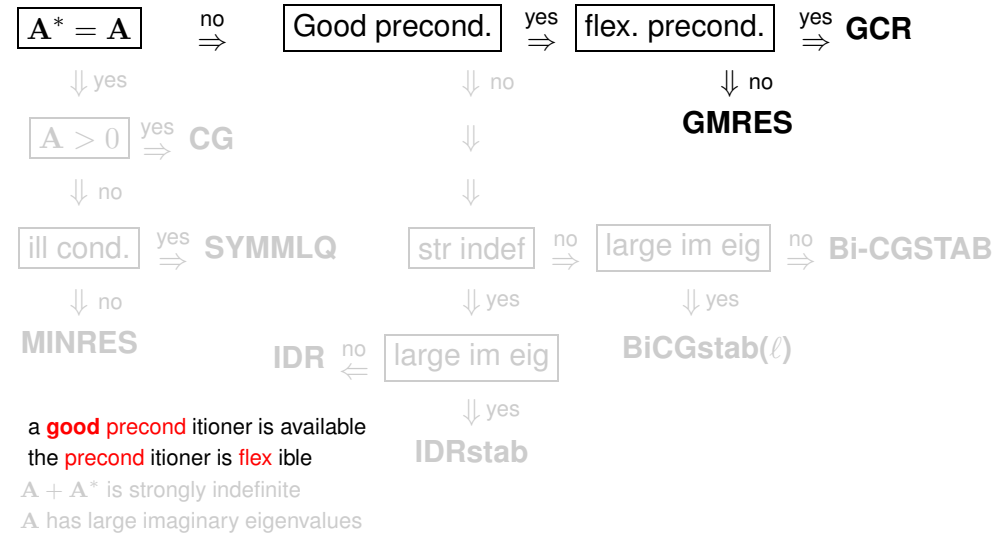 A* = A no ⇒ Good precond. yes ⇒ flex. precond. yes ⇒ GCR
⇓ yes ⇓ no ⇓ no
GMRES
A > 0 yes ⇒ CG ⇓
⇓ no ⇓
ill cond. yes ⇒ SYMMLQ str indef no ⇒ large im eig no ⇒ Bi-CGSTAB
⇓ no ⇓ yes ⇓ yes
MINRES IDR no ⇐ large im eig BiCGstab(ℓ)
⇓ yes
IDRstab
a good precond itioner is available
the precond itioner is flex ible
A + A* is strongly indefinite
A has large imaginary eigenvalues